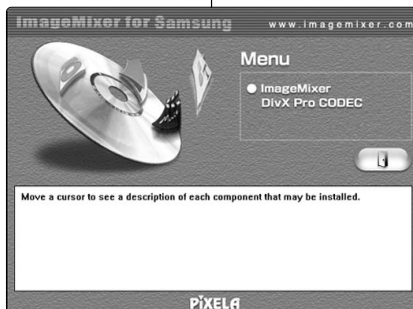 ImageMixer for Samsung
www.imagemixer.com
Menu
ImageMixer
DivX Pro CODEC
Move a cursor to see a description of each component that may be installed.
PiXELA